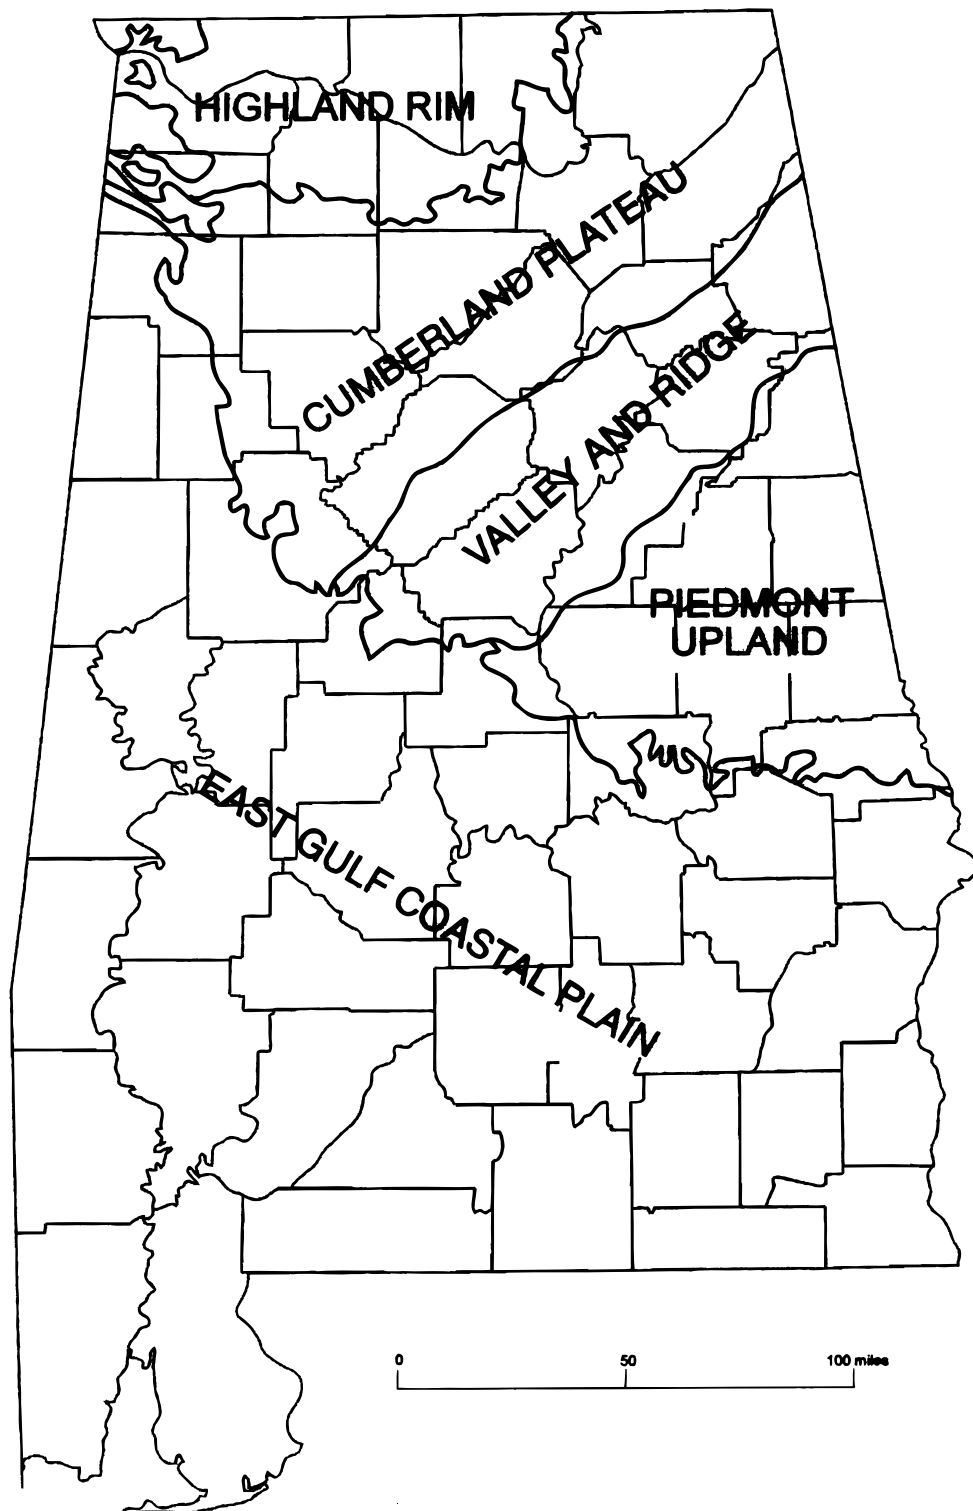 HIGHLAND RIM
CUMBERLAND PLATEAU
VALLEY AND RIDGE
PIEDMONT
UPLAND
EAST GULF COASTAL PLAIN
0 50 100 miles